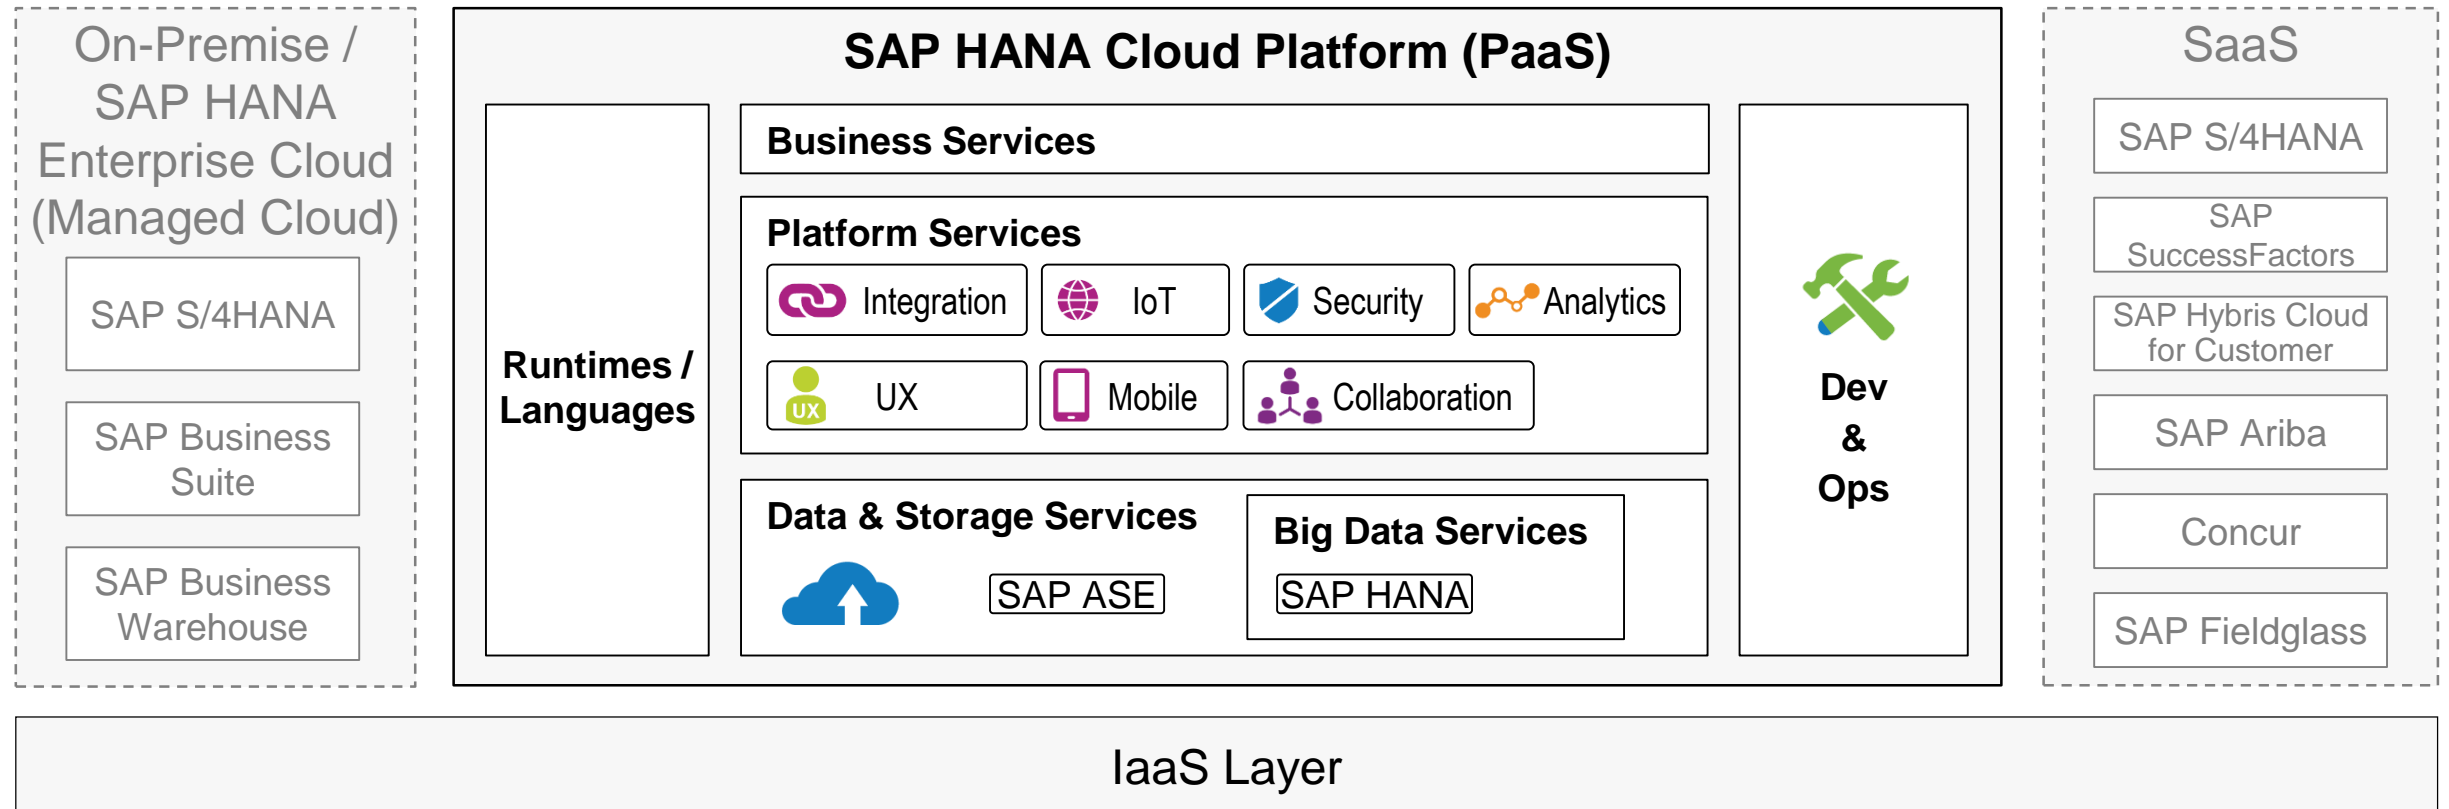 On-Premise /
SAP HANA
Enterprise Cloud
(Managed Cloud)
SAP S/4HANA
SAP Business
Suite
SAP Business
Warehouse
SAP HANA Cloud Platform (PaaS)
Runtimes /
Languages
Business Services
Platform Services
Integration
IoT
Security
Analytics
UX
UX
Mobile
Collaboration
Data & Storage Services
SAP ASE
Big Data Services
SAP HANA
Dev
&
Ops
SaaS
SAP S/4HANA
SAP
SuccessFactors
SAP Hybris Cloud
for Customer
SAP Ariba
Concur
SAP Fieldglass
IaaS Layer